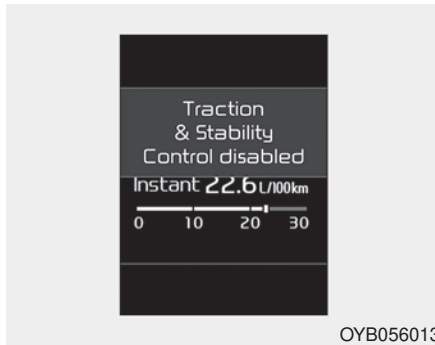 Traction
& Stability
Control disabled
Instant 22.6 L/100km
0 10 20 30
OYB056013